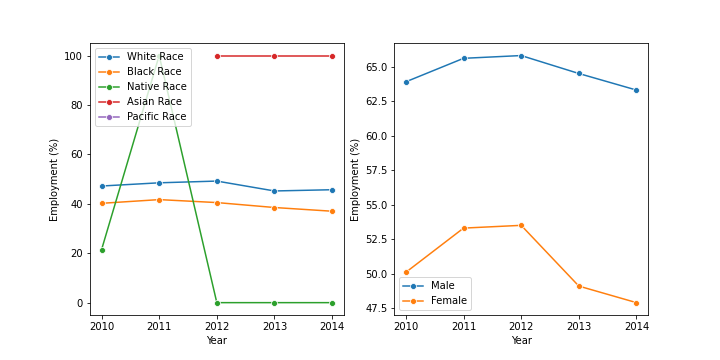 100
80
60
40
20
0
Employment (%)
White Race
Black Race
Native Race
Asian Race
Pacific Race
2010 2011 2012 2013 2014
Year
65.0
62.5
60.0
57.5
55.0
52.5
50.0
47.5
Employment (%)
Male
Female
2010 2011 2012 2013 2014
Year